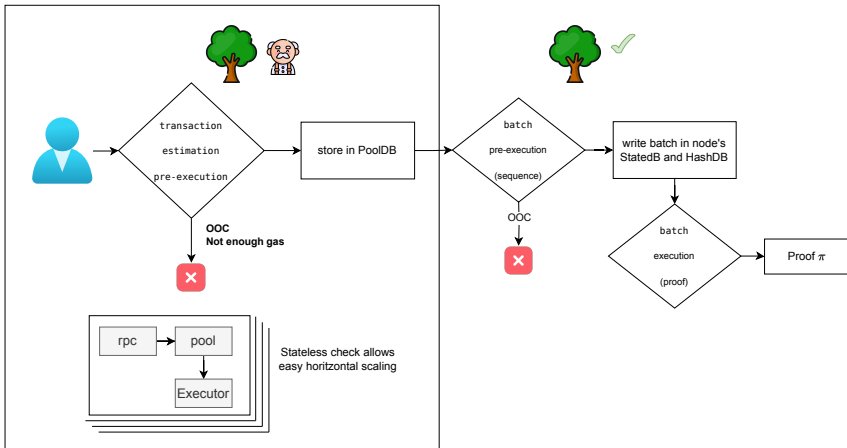 transaction
estimation
pre-execution
store in PoolDB
batch
pre-execution
(sequence)
write batch in node's
StatedB and HashDB
OOC
Not enough gas
OOC
batch
execution
(proof)
Proof π
rpc
pool
Executor
Stateless check allows
easy horitzontal scaling